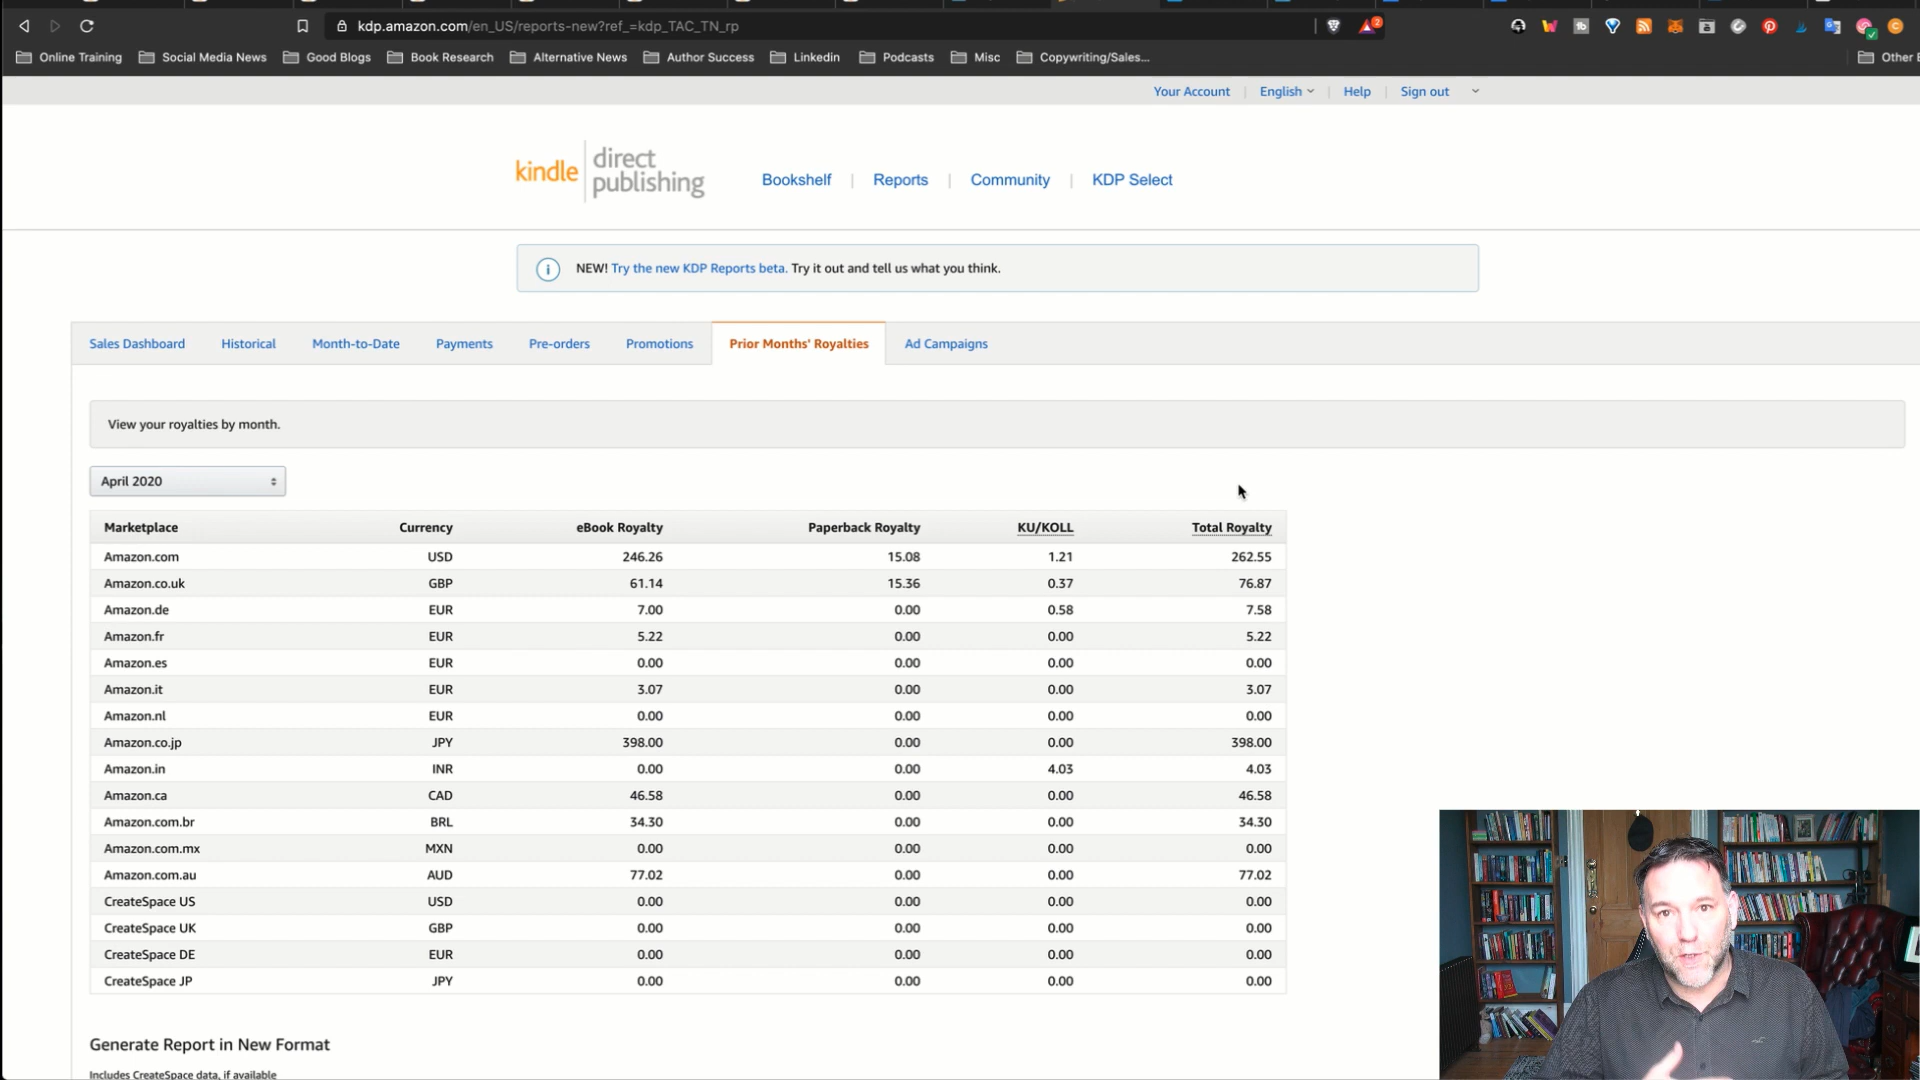 kdp.amazon.com/en_US/reports-new?ref_=kdp_TAC_TN_rp
2
Online Training Social Media News Good Blogs Book Research Alternative News Author Success Linkedin Podcasts Misc Copywriting/Sales... Other
Your Account English Help Sign out
kindle direct publishing
Bookshelf Reports Community KDP Select
NEW! Try the new KDP Reports beta. Try it out and tell us what you think.
Sales Dashboard Historical Month-to-Date Payments Pre-orders Promotions Prior Months' Royalties Ad Campaigns
View your royalties by month.
April 2020
Marketplace Currency eBook Royalty Paperback Royalty KU/KOLL Total Royalty
Amazon.com USD 246.26 15.08 1.21 262.55
Amazon.co.uk GBP 61.14 15.36 0.37 76.87
Amazon.de EUR 7.00 0.00 0.58 7.58
Amazon.fr EUR 5.22 0.00 0.00 5.22
Amazon.es EUR 0.00 0.00 0.00 0.00
Amazon.it EUR 3.07 0.00 0.00 3.07
Amazon.nl EUR 0.00 0.00 0.00 0.00
Amazon.co.jp JPY 398.00 0.00 0.00 398.00
Amazon.in INR 0.00 0.00 4.03 4.03
Amazon.ca CAD 46.58 0.00 0.00 46.58
Amazon.com.br BRL 34.30 0.00 0.00 34.30
Amazon.com.mx MXN 0.00 0.00 0.00 0.00
Amazon.com.au AUD 77.02 0.00 0.00 77.02
CreateSpace US USD 0.00 0.00 0.00 0.00
CreateSpace UK GBP 0.00 0.00 0.00 0.00
CreateSpace DE EUR 0.00 0.00 0.00 0.00
CreateSpace JP JPY 0.00 0.00 0.00 0.00
Generate Report in New Format
Includes CreateSpace data, if available